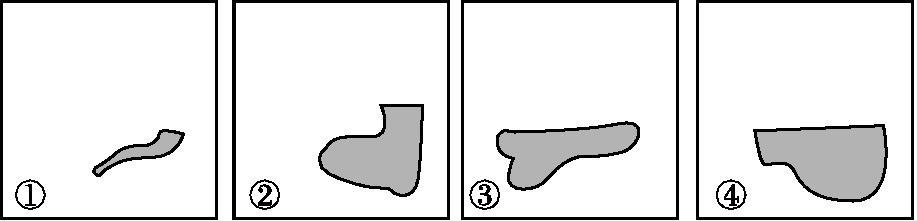 ① ② ③ ④